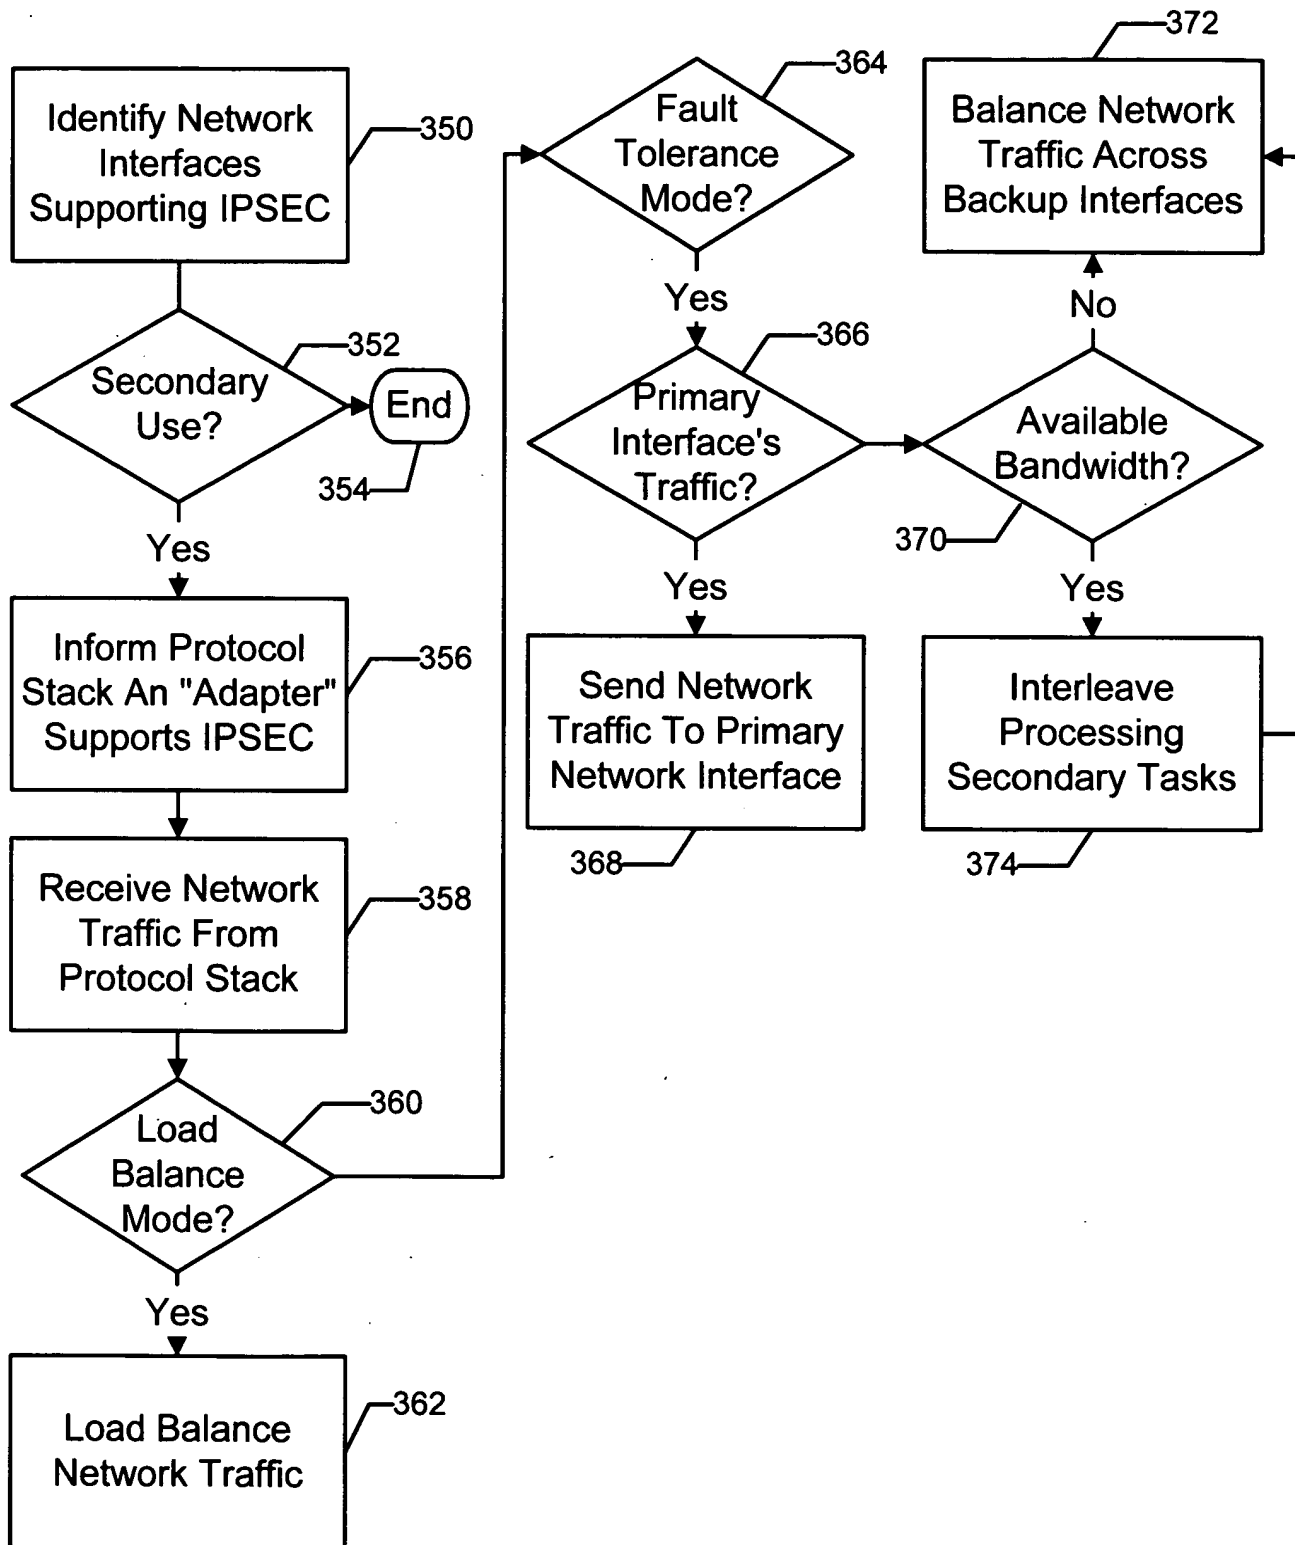 Identify Network
Interfaces
Supporting IPSEC
350
Secondary
Use?
352
End
354
Yes
Inform Protocol
Stack An "Adapter"
Supports IPSEC
356
Receive Network
Traffic From
Protocol Stack
358
Load
Balance
Mode?
360
Yes
Load Balance
Network Traffic
362
Fault
Tolerance
Mode?
364
Yes
Primary
Interface's
Traffic?
366
Yes
Send Network
Traffic To Primary
Network Interface
368
372
Balance Network
Traffic Across
Backup Interfaces
No
Available
Bandwidth?
370
Yes
Interleave
Processing
Secondary Tasks
374